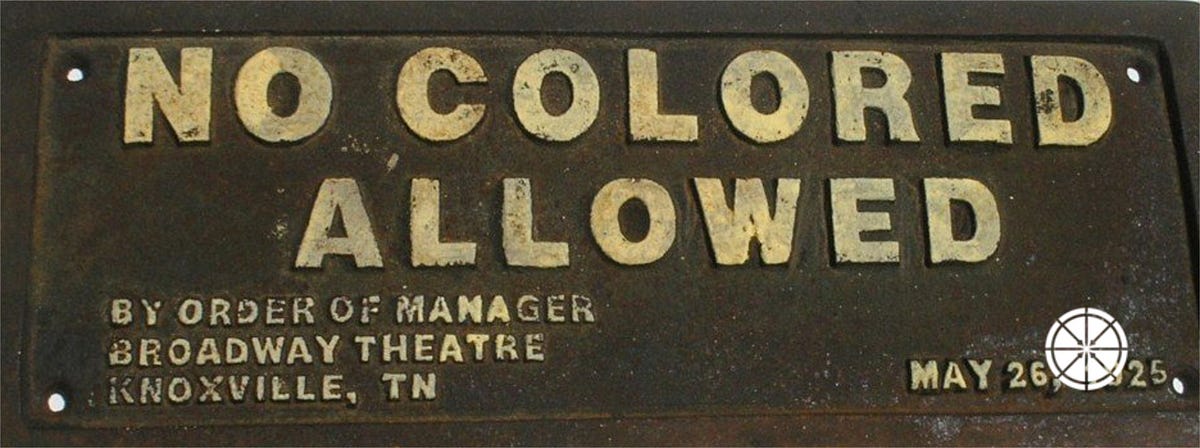 NO COLORED
ALLOWED
BY ORDER OF MANAGER
BROADWAY THEATRE
KNOXVILLE, TN
MAY 26,